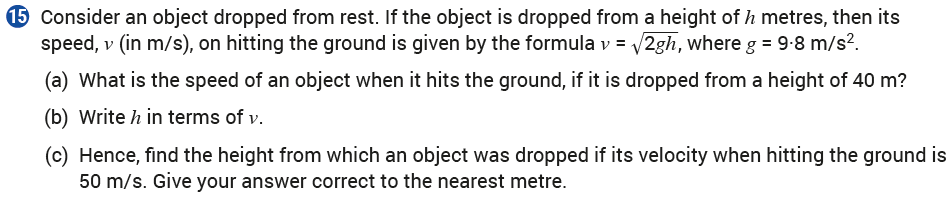 15 Consider an object dropped from rest. If the object is dropped from a height of h metres, then its
speed, v (in m/s), on hitting the ground is given by the formula v = √2gh, where g = 9·8 m/s².
(a) What is the speed of an object when it hits the ground, if it is dropped from a height of 40 m?
(b) Write h in terms of v.
(c) Hence, find the height from which an object was dropped if its velocity when hitting the ground is
50 m/s. Give your answer correct to the nearest metre.